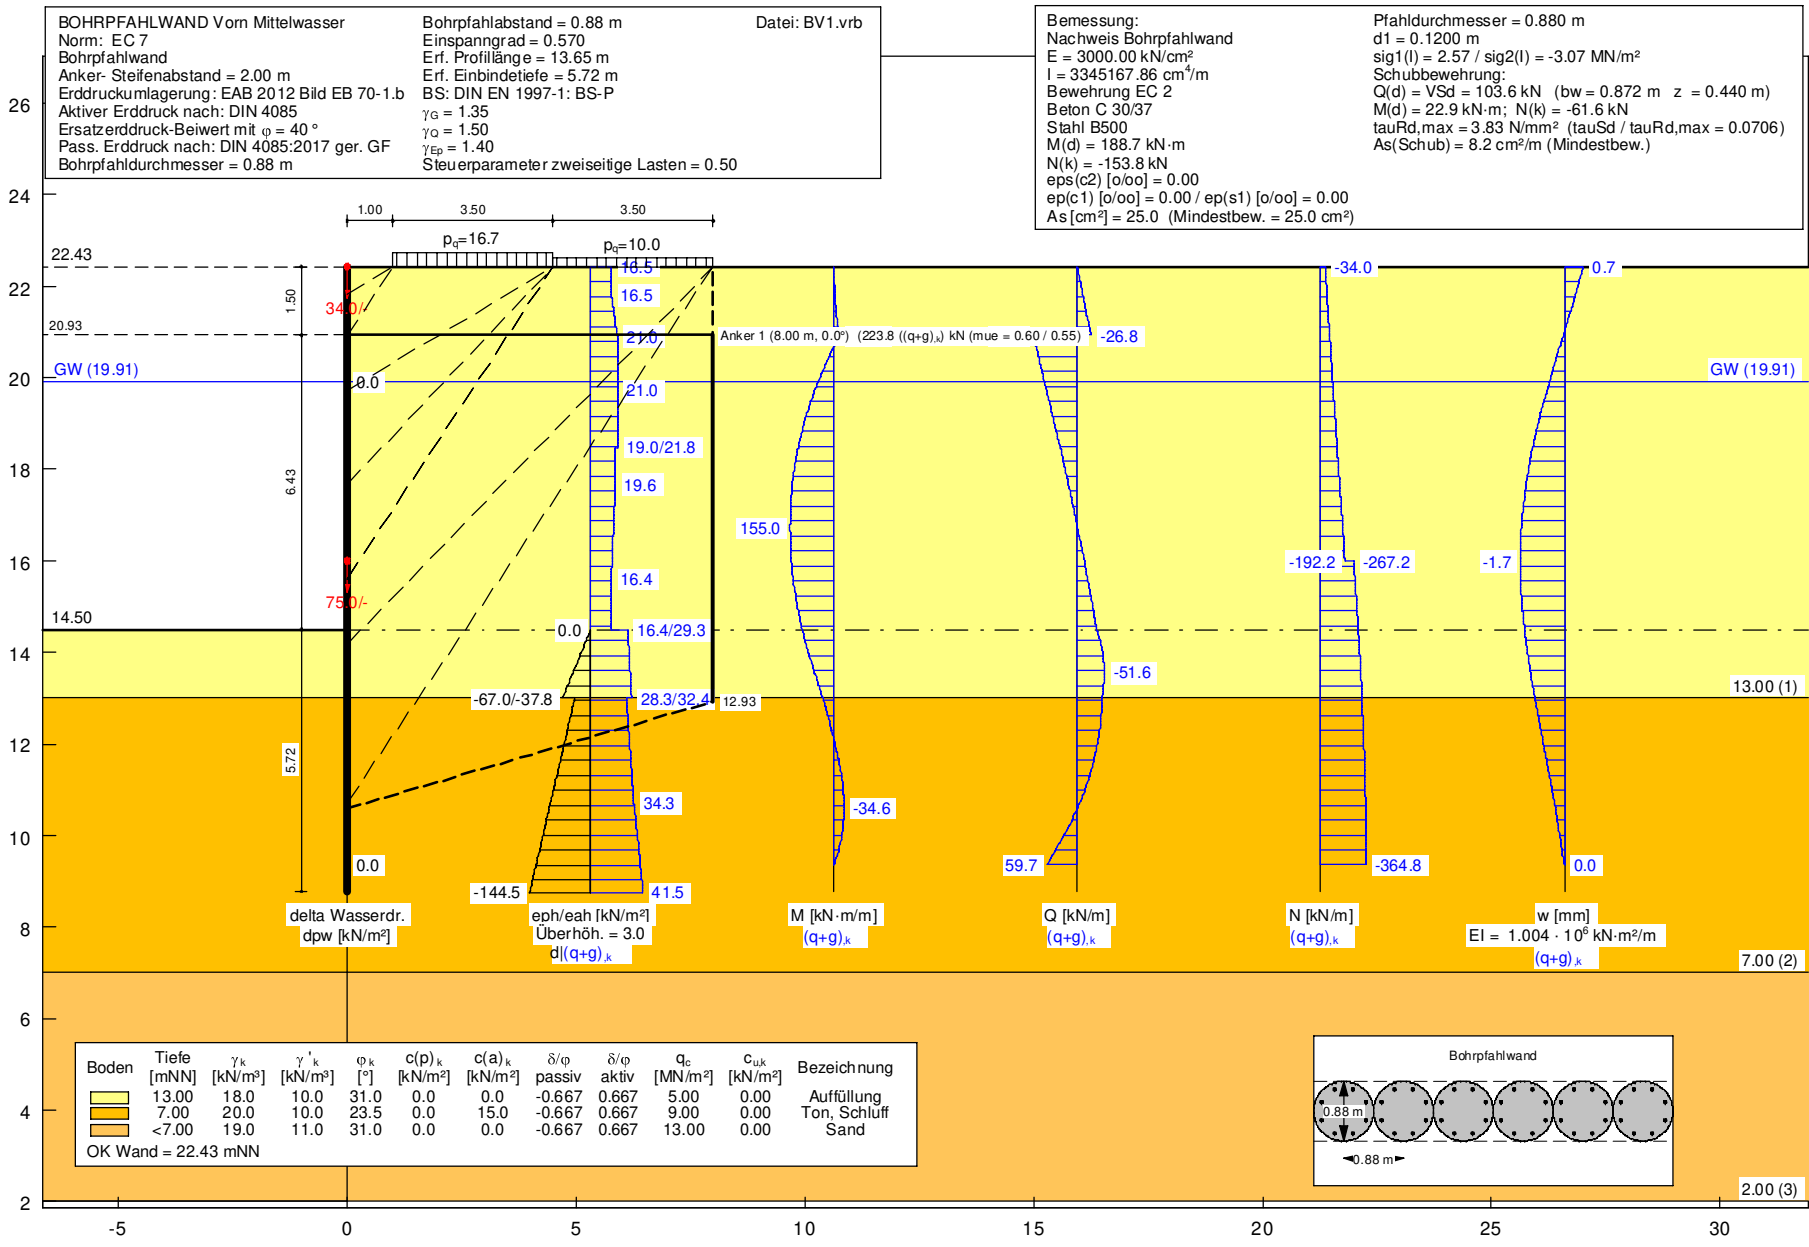 BOHRPFAHLWAND Vorn Mittelwasser
Norm: EC 7
Bohrpfahlwand
Anker- Steifenabstand = 2.00 m
Erddruckumlagerung: EAB 2012 Bild EB 70-1.b
Aktiver Erddruck nach: DIN 4085
Ersatzerddruck-Beiwert mit φ = 40 °
Pass. Erddruck nach: DIN 4085:2017 ger. GF
Bohrpfahldurchmesser = 0.88 m
Bohrpfahlabstand = 0.88 m
Einspanngrad = 0.570
Erf. Profillänge = 13.65 m
Erf. Einbindetiefe = 5.72 m
BS: DIN EN 1997-1: BS-P
γG = 1.35
γQ = 1.50
γEp = 1.40
Steuerparameter zweiseitige Lasten = 0.50
Datei: BV1.vrb
Bemessung:
Nachweis Bohrpfahlwand
E = 3000.00 kN/cm²
I = 3345167.86 cm⁴/m
Bewehrung EC 2
Beton C 30/37
Stahl B500
M(d) = 188.7 kN·m
N(k) = -153.8 kN
eps(c2) [o/oo] = 0.00
ep(c1) [o/oo] = 0.00 / ep(s1) [o/oo] = 0.00
As [cm²] = 25.0 (Mindestbew. = 25.0 cm²)
Pfahldurchmesser = 0.880 m
d1 = 0.1200 m
sig1(I) = 2.57 / sig2(I) = -3.07 MN/m²
Schubbewehrung:
Q(d) = VSd = 103.6 kN (bw = 0.872 m z = 0.440 m)
M(d) = 22.9 kN·m; N(k) = -61.6 kN
tauRd,max = 3.83 N/mm² (tauSd / tauRd,max = 0.0706)
As(Schub) = 8.2 cm²/m (Mindestbew.)
26
24
22
20
18
16
14
12
10
8
6
4
2
1.00 3.50 3.50
pq=16.7
pq=10.0
22.43
1.50
20.93
34.0/-
16.5
16.5
21.0
Anker 1 (8.00 m, 0.0°) (223.8 ((q+g),k) kN (mue = 0.60 / 0.55)
-26.8
-34.0
0.7
GW (19.91)
GW (19.91)
0.0
21.0
19.0/21.8
6.43
19.6
155.0
16.4
-192.2
-267.2
-1.7
75.0/-
14.50
0.0
16.4/29.3
-51.6
-67.0/-37.8
28.3/32.4
12.93
13.00 (1)
5.72
34.3
-34.6
0.0
59.7
-364.8
0.0
-144.5
41.5
delta Wasserdr.
dpw [kN/m²]
eph/eah [kN/m²]
Überhöh. = 3.0
d|(q+g),k
M [kN·m/m]
(q+g),k
Q [kN/m]
(q+g),k
N [kN/m]
(q+g),k
w [mm]
EI = 1.004 · 10⁶ kN·m²/m
(q+g),k
7.00 (2)
Boden Tiefe [mNN] γk [kN/m³] γ'k [kN/m³] φk [°] c(p)k [kN/m²] c(a)k [kN/m²] δ/φ passiv δ/φ aktiv qc [MN/m²] cu,k [kN/m²] Bezeichnung
13.00 18.0 10.0 31.0 0.0 0.0 -0.667 0.667 5.00 0.00 Auffüllung
7.00 20.0 10.0 23.5 0.0 15.0 -0.667 0.667 9.00 0.00 Ton, Schluff
<7.00 19.0 11.0 31.0 0.0 0.0 -0.667 0.667 13.00 0.00 Sand
OK Wand = 22.43 mNN
Bohrpfahlwand
0.88 m
0.88 m
2.00 (3)
-5 0 5 10 15 20 25 30